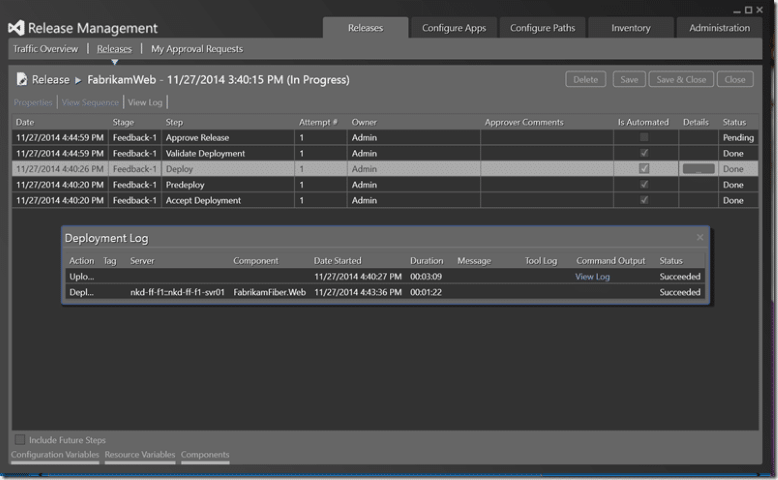 Release Management
Releases Configure Apps Configure Paths Inventory Administration
Traffic Overview | Releases | My Approval Requests
Release ▸ FabrikamWeb - 11/27/2014 3:40:15 PM (In Progress)
Delete Save Save & Close Close
Properties | View Sequence | View Log |
Date Stage Step Attempt # Owner Approver Comments Is Automated Details Status
11/27/2014 4:44:59 PM Feedback-1 Approve Release 1 Admin Pending
11/27/2014 4:44:59 PM Feedback-1 Validate Deployment 1 Admin Done
11/27/2014 4:40:26 PM Feedback-1 Deploy 1 Admin ... Done
11/27/2014 4:40:20 PM Feedback-1 Predeploy 1 Admin Done
11/27/2014 4:40:20 PM Feedback-1 Accept Deployment 1 Admin Done
Deployment Log
Action Tag Server Component Date Started Duration Message Tool Log Command Output Status
Uplo... 11/27/2014 4:40:27 PM 00:03:09 View Log Succeeded
Depl... nkd-ff-f1::nkd-ff-f1-svr01 FabrikamFiber.Web 11/27/2014 4:43:36 PM 00:01:22 Succeeded
Include Future Steps
Configuration Variables Resource Variables Components